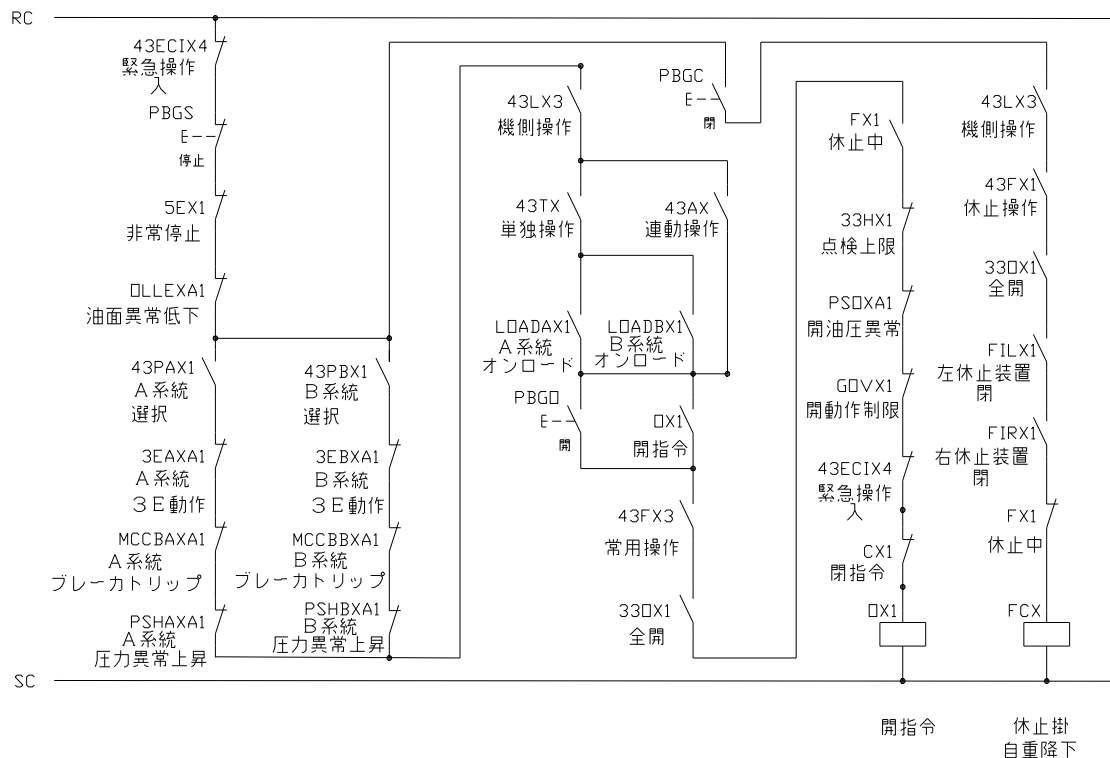 RC
43ECIX4
緊急操作
入
PBGS
E--
停止
5EX1
非常停止
OLLEXA1
油面異常低下
43PAX1
A系統
選択
3EAXA1
A系統
3E動作
MCCBAXA1
A系統
ブレーカトリップ
PSHAXA1
A系統
圧力異常上昇
43PBX1
B系統
選択
3EBXA1
B系統
3E動作
MCCBBXA1
B系統
ブレーカトリップ
PSHBXA1
B系統
圧力異常上昇
43LX3
機側操作
43TX
単独操作
LOADAX1
A系統
オンロード
PBGO
E--
開
43AX
連動操作
LOADBX1
B系統
オンロード
OX1
開指令
43FX3
常用操作
33OX1
全開
PBGC
E--
閉
FX1
休止中
33HX1
点検上限
PSOXA1
開油圧異常
GOVX1
開動作制限
43ECIX4
緊急操作
入
CX1
閉指令
OX1
43LX3
機側操作
43FX1
休止操作
33OX1
全開
FILX1
左休止装置
閉
FIRX1
右休止装置
閉
FX1
休止中
FCX
SC
開指令
休止掛
自重降下